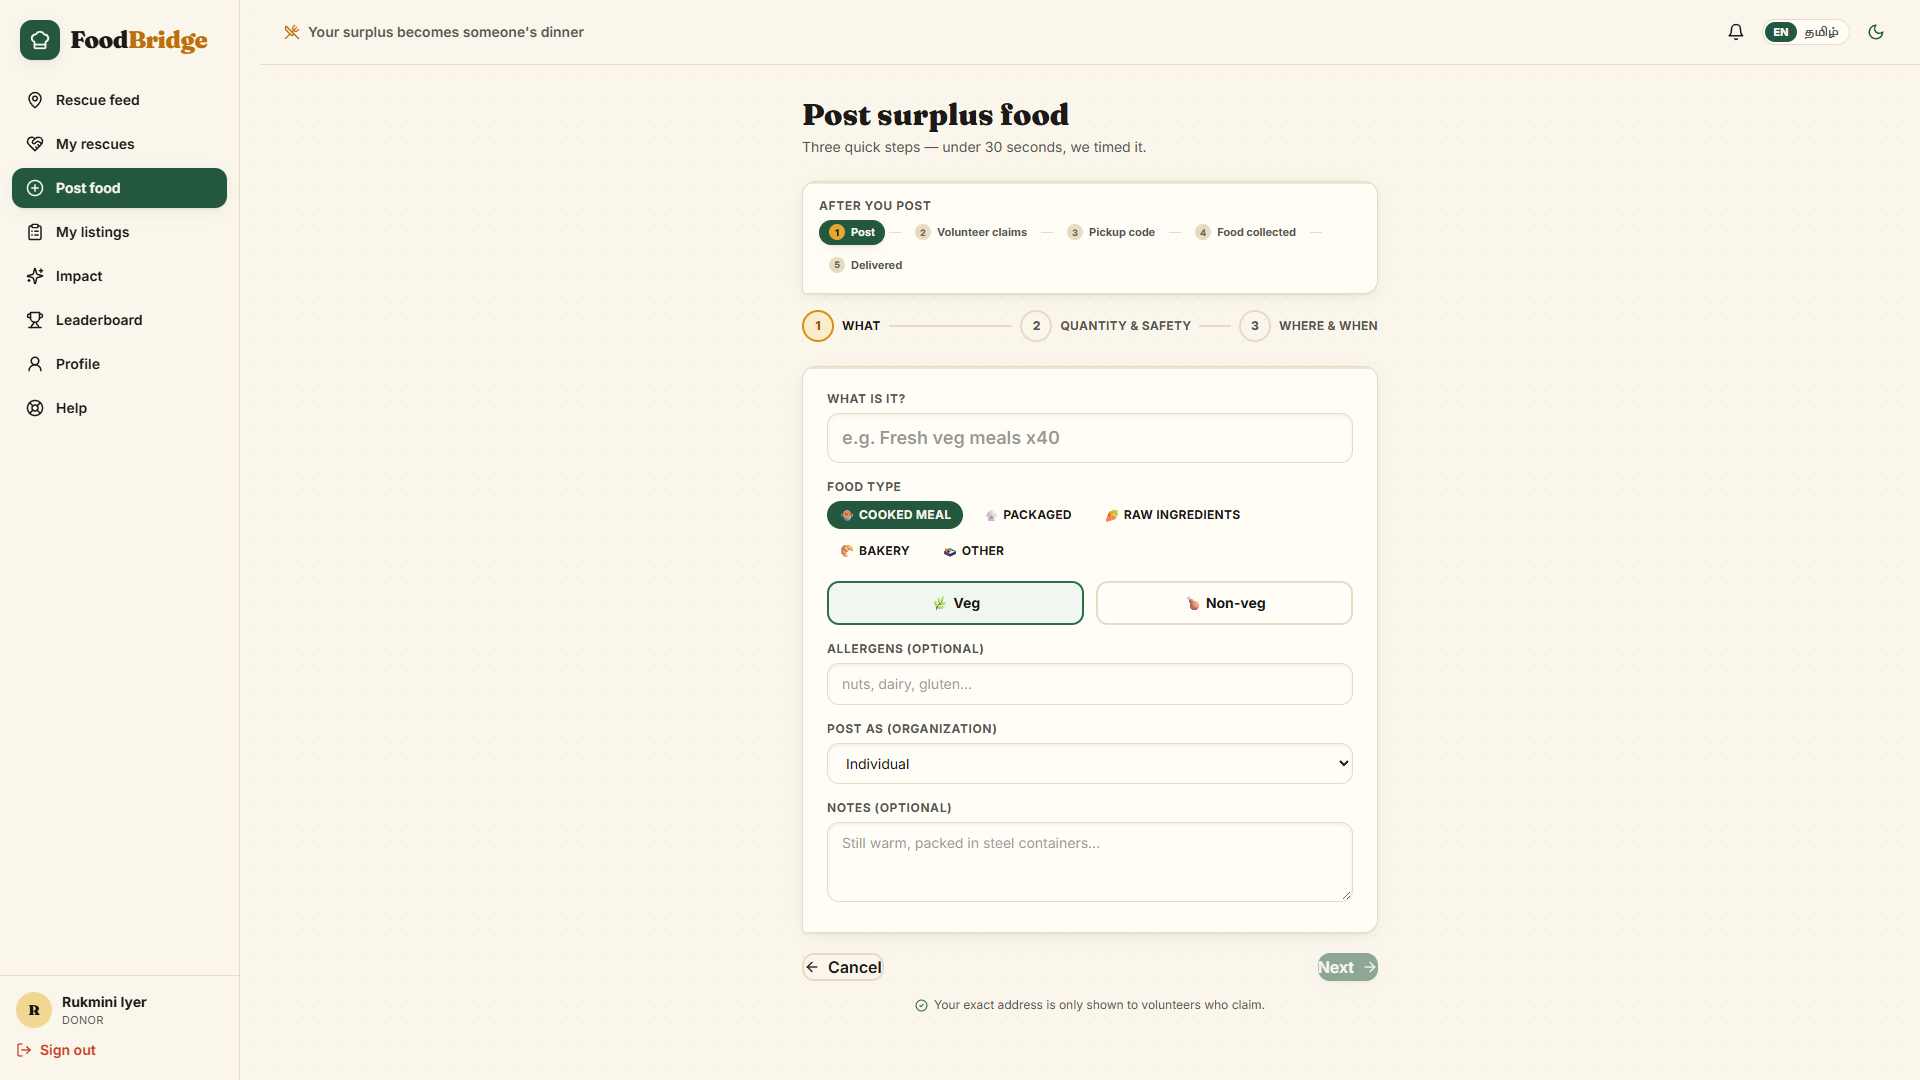 FoodBridge
Rescue feed
My rescues
Post food
My listings
Impact
Leaderboard
Profile
Help
R
Rukmini Iyer
DONOR
Sign out
Your surplus becomes someone's dinner
EN தமிழ்
Post surplus food
Three quick steps — under 30 seconds, we timed it.
AFTER YOU POST
1 Post — 2 Volunteer claims — 3 Pickup code — 4 Food collected —
5 Delivered
1 WHAT 2 QUANTITY & SAFETY 3 WHERE & WHEN
WHAT IS IT?
e.g. Fresh veg meals x40
FOOD TYPE
COOKED MEAL PACKAGED RAW INGREDIENTS
BAKERY OTHER
Veg Non-veg
ALLERGENS (OPTIONAL)
nuts, dairy, gluten...
POST AS (ORGANIZATION)
Individual
NOTES (OPTIONAL)
Still warm, packed in steel containers...
Cancel Next
Your exact address is only shown to volunteers who claim.